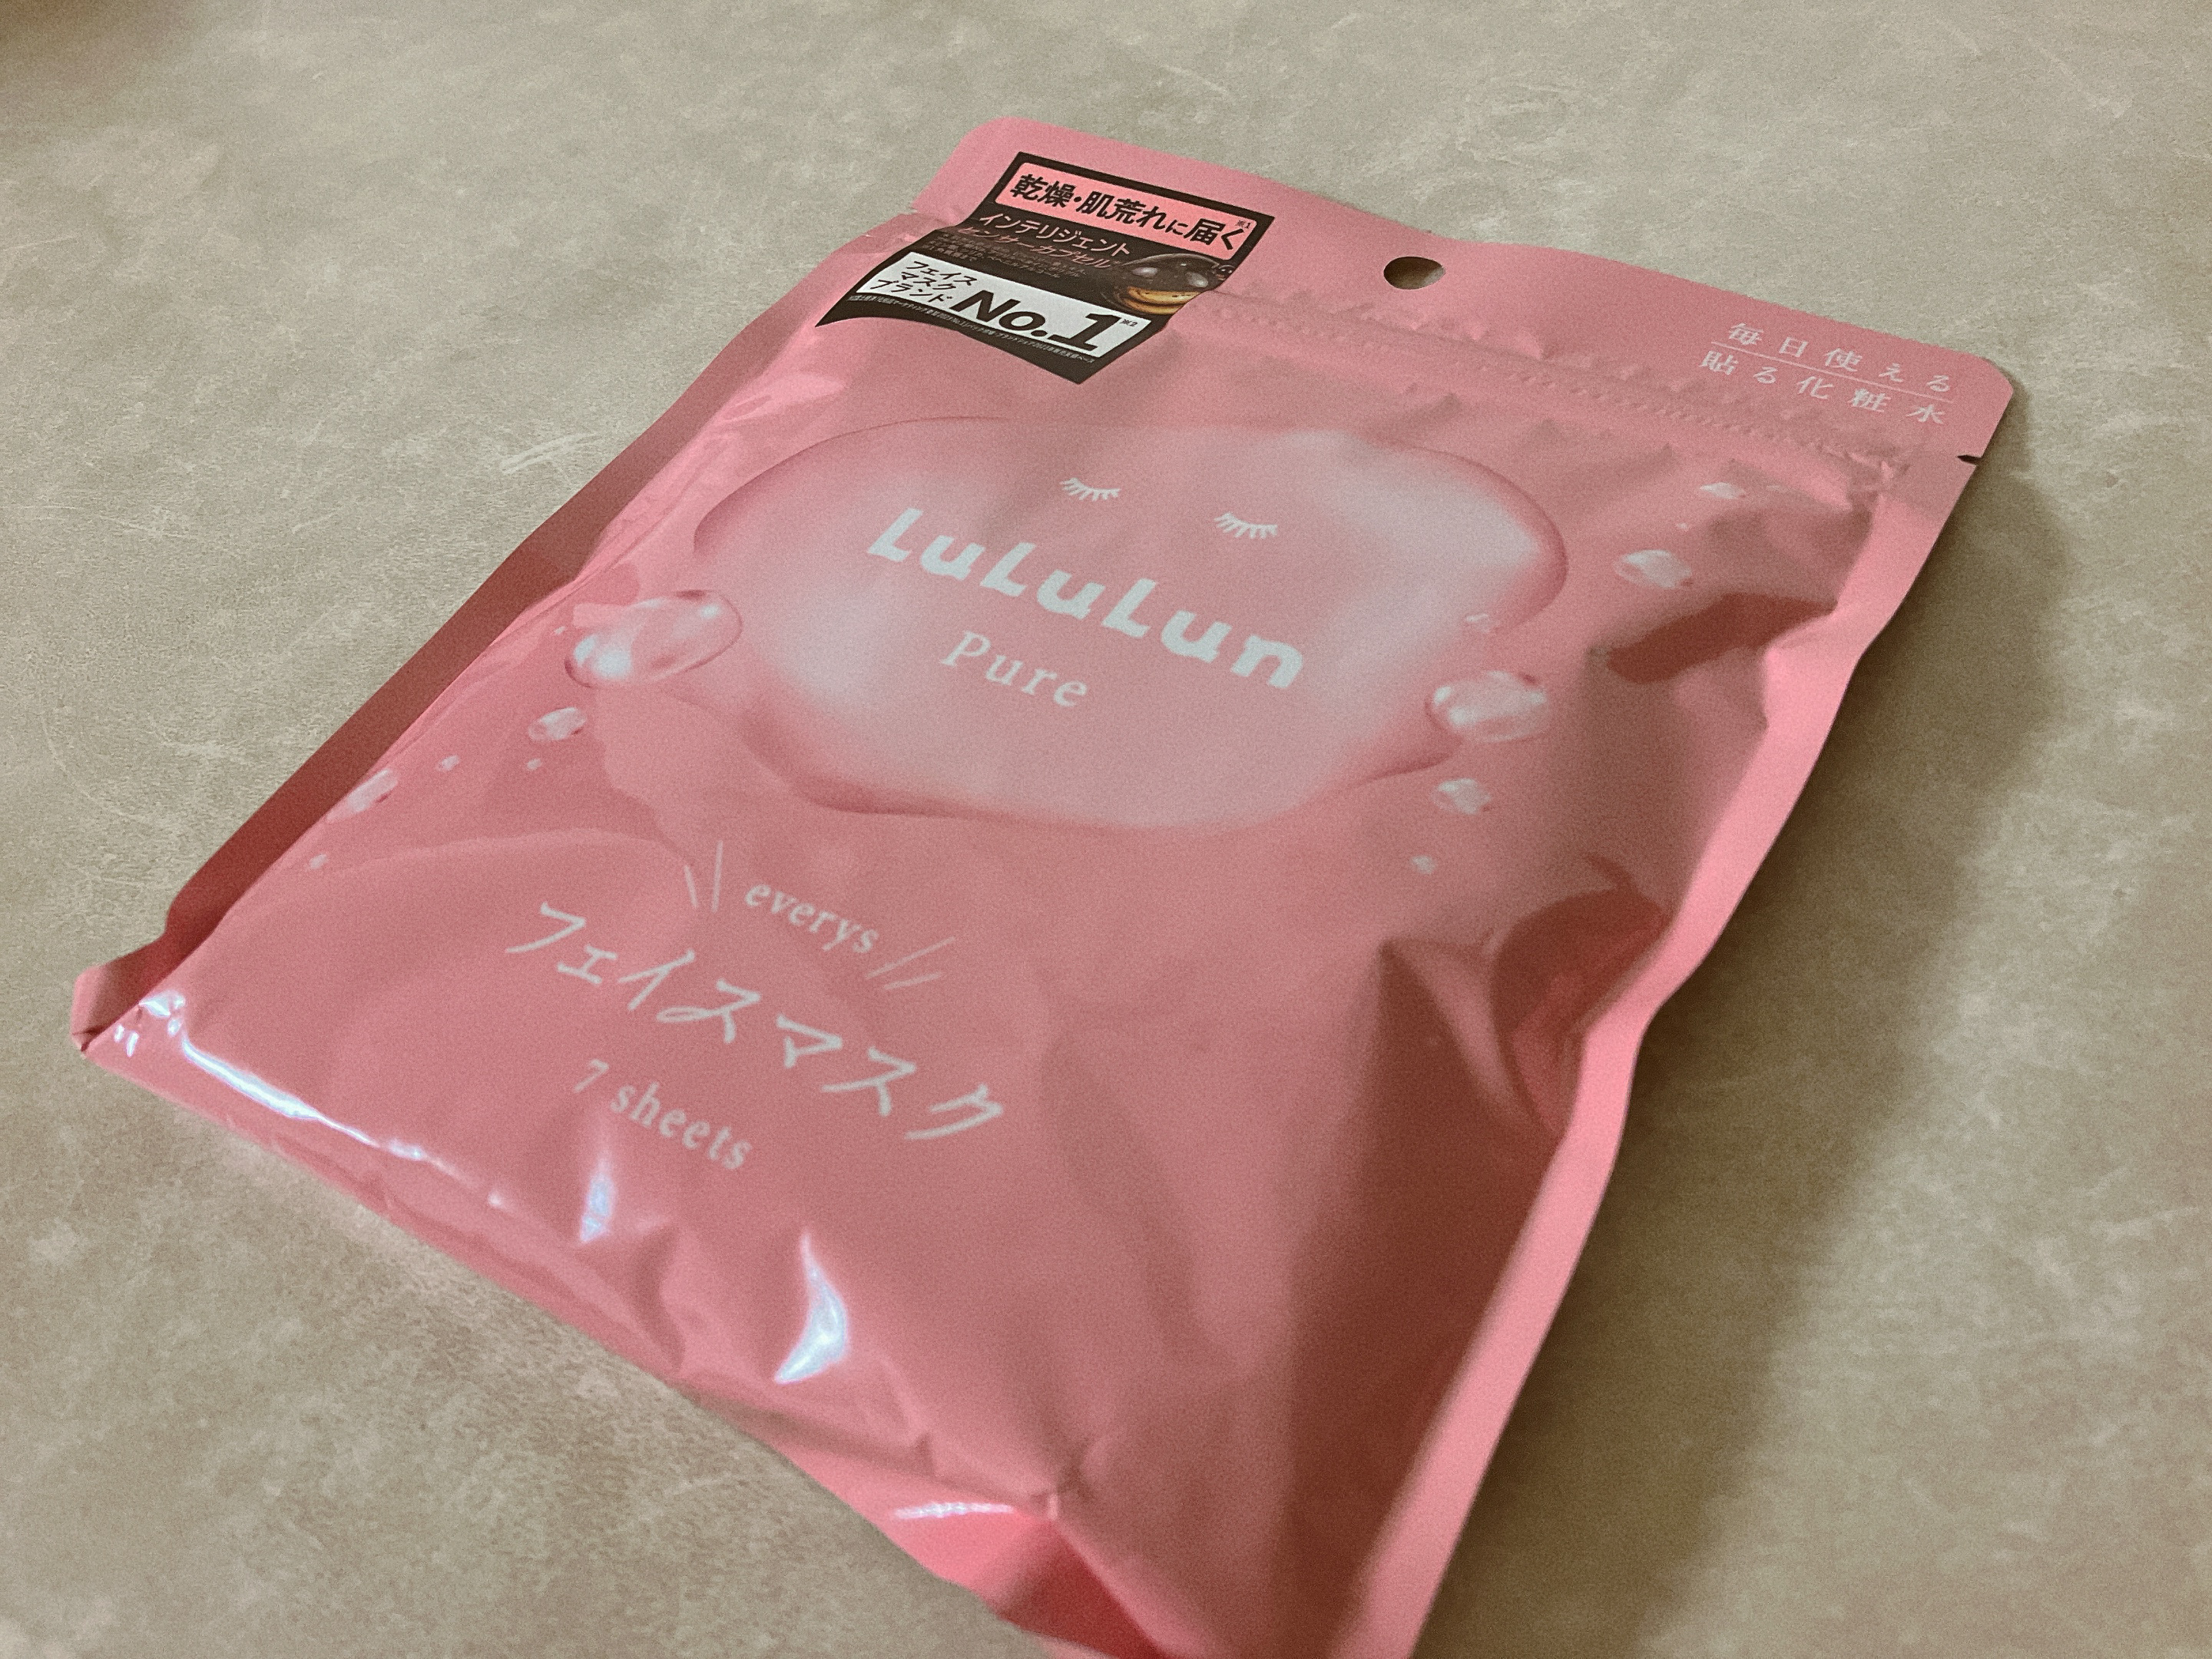 乾燥・肌荒れに届く※1
インテリジェント
センサーカプセル
フェイス
マスク
ブランド
No.1※2
毎日使える
貼る化粧水
LuLuLun
Pure
everys
フェイスマスク
7 sheets